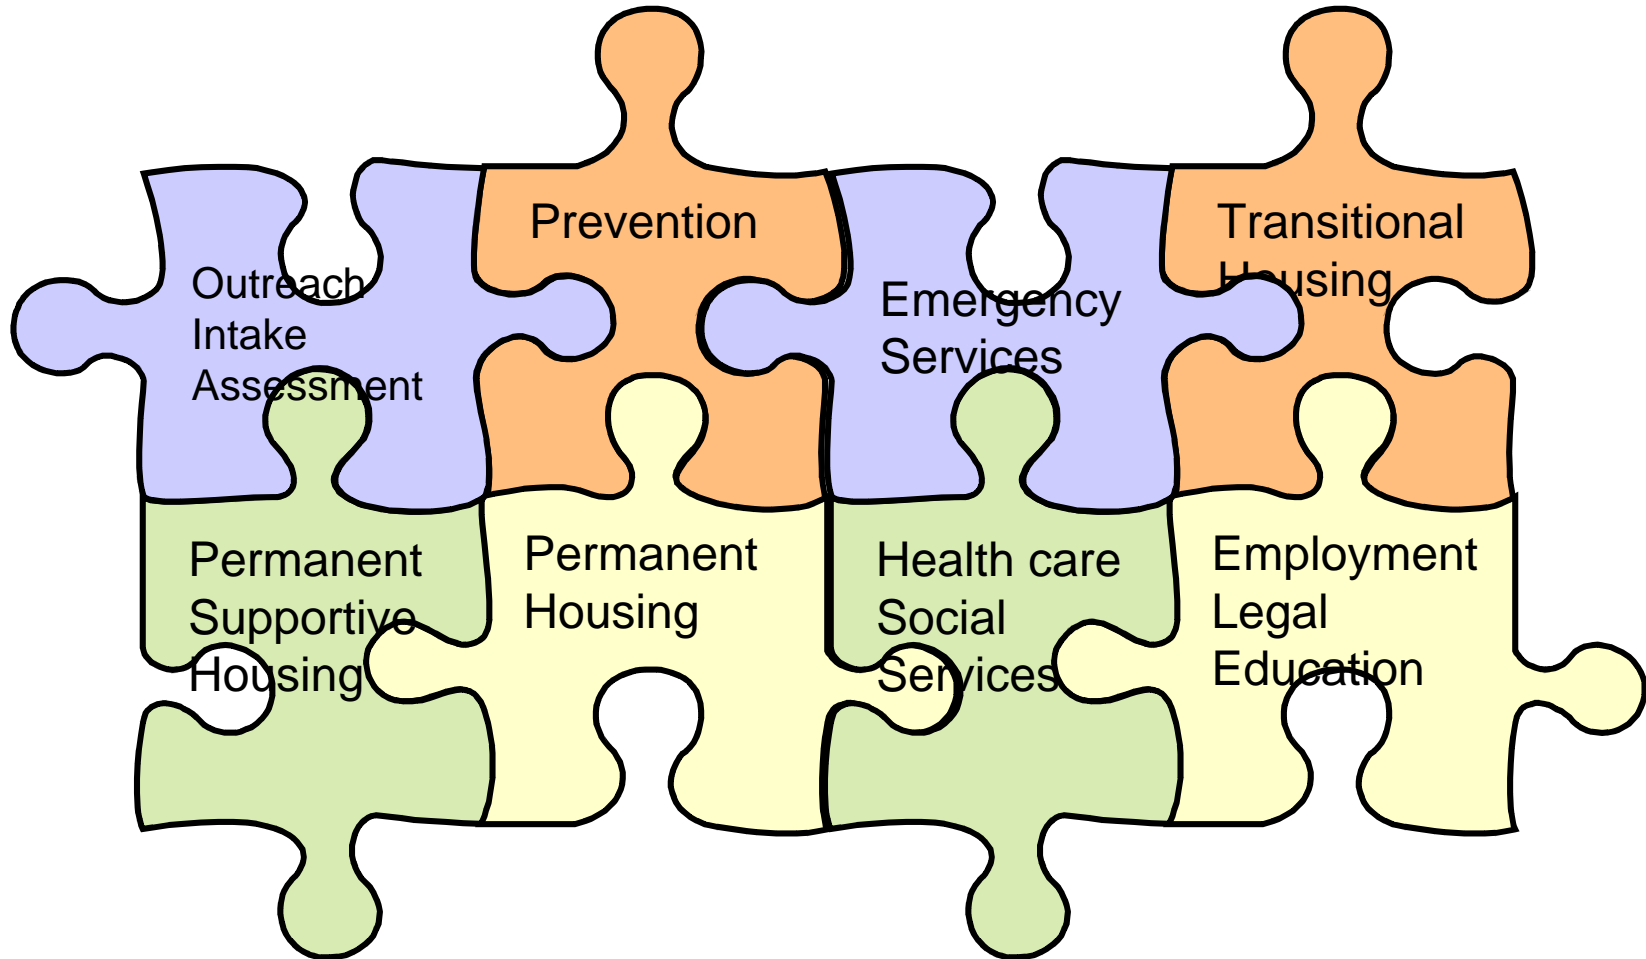 Outreach
Intake
Assessment
Prevention
Emergency
Services
Transitional
Housing
Permanent
Supportive
Housing
Permanent
Housing
Health care
Social
Services
Employment
Legal
Education